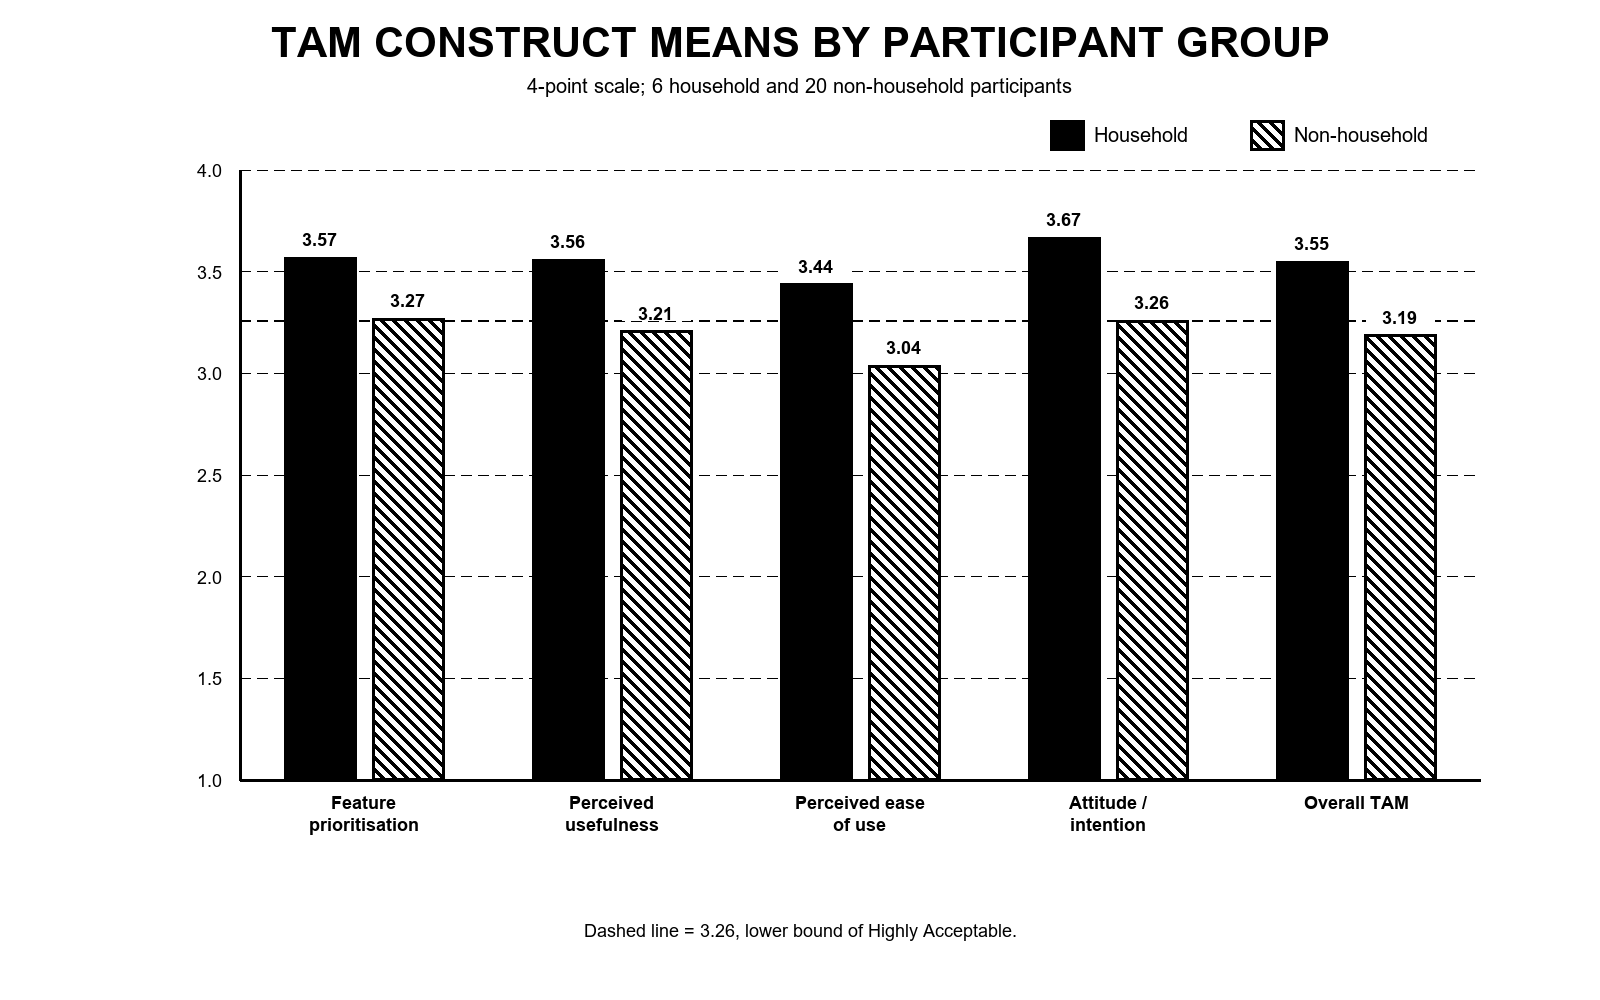 TAM CONSTRUCT MEANS BY PARTICIPANT GROUP
4-point scale; 6 household and 20 non-household participants
Household
Non-household
4.0
3.5
3.0
2.5
2.0
1.5
1.0
3.57
3.27
3.56
3.21
3.44
3.04
3.67
3.26
3.55
3.19
Feature
prioritisation
Perceived
usefulness
Perceived ease
of use
Attitude /
intention
Overall TAM
Dashed line = 3.26, lower bound of Highly Acceptable.